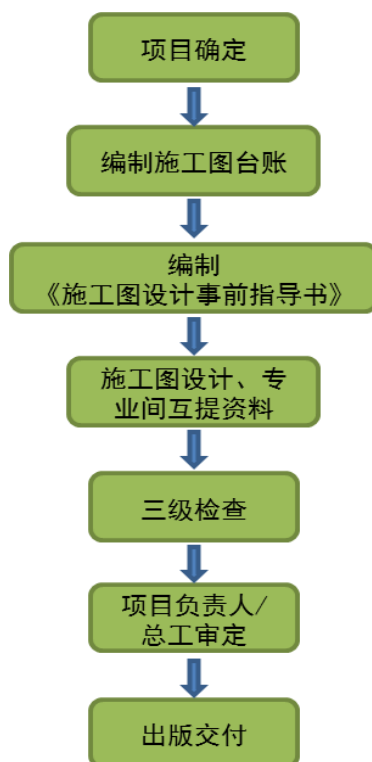 项目确定
编制施工图台账
编制
《施工图设计事前指导书》
施工图设计、专
业间互提资料
三级检查
项目负责人/
总工审定
出版交付